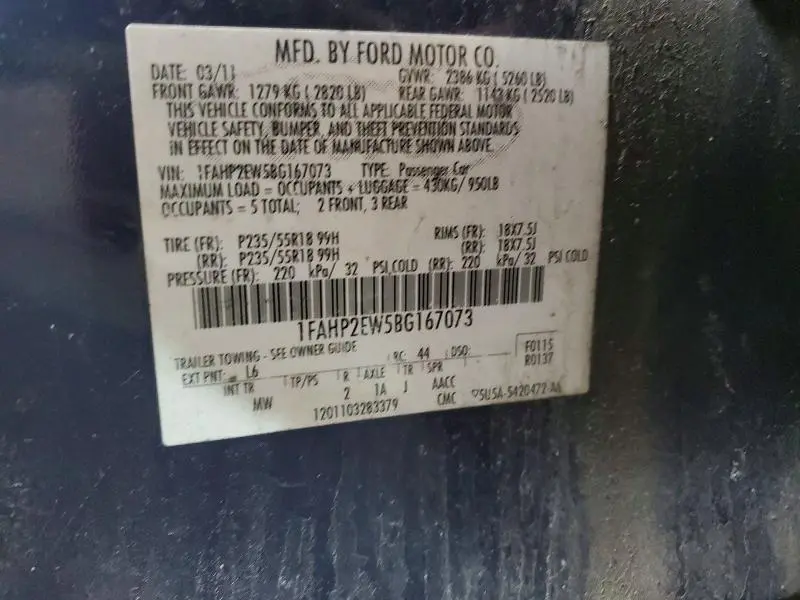 MFD. BY FORD MOTOR CO.
DATE: 03/11 GVWR: 2386 KG ( 5260 LB)
FRONT GAWR: 1279 KG ( 2820 LB) REAR GAWR: 1143 KG ( 2520 LB)
THIS VEHICLE CONFORMS TO ALL APPLICABLE FEDERAL MOTOR
VEHICLE SAFETY, BUMPER, AND THEFT PREVENTION STANDARDS
IN EFFECT ON THE DATE OF MANUFACTURE SHOWN ABOVE.
VIN: 1FAHP2EW5BG167073 TYPE: Passenger Car
MAXIMUM LOAD = OCCUPANTS + LUGGAGE = 430KG/ 950LB
OCCUPANTS = 5 TOTAL; 2 FRONT, 3 REAR
TIRE (FR): P235/55R18 99H RIMS (FR): 18X7.5J
(RR): P235/55R18 99H (RR): 18X7.5J
PRESSURE (FR): 220 kPa/ 32 PSI,COLD (RR): 220 kPa/ 32 PSI COLD
1FAHP2EW5BG167073
TRAILER TOWING - SEE OWNER GUIDE RC: 44 DSO: F0115
EXT PNT: L6 R0137
INT TR TP/PS R AXLE TR SPR
MW 2 1A J AACC
1201103283379 CMC 5U5A-5420472-A6